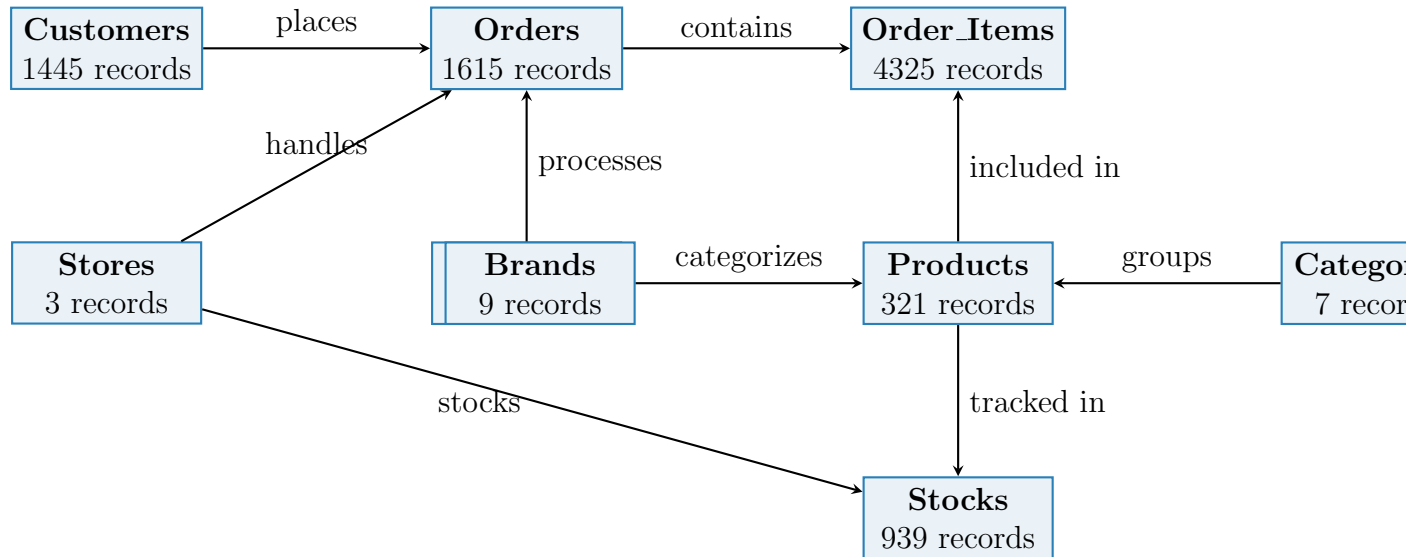 Customers
1445 records
places
Orders
1615 records
contains
Order_Items
4325 records
handles
processes
included in
Stores
3 records
Brands
9 records
categorizes
Products
321 records
groups
7
stocks
tracked in
Stocks
939 records